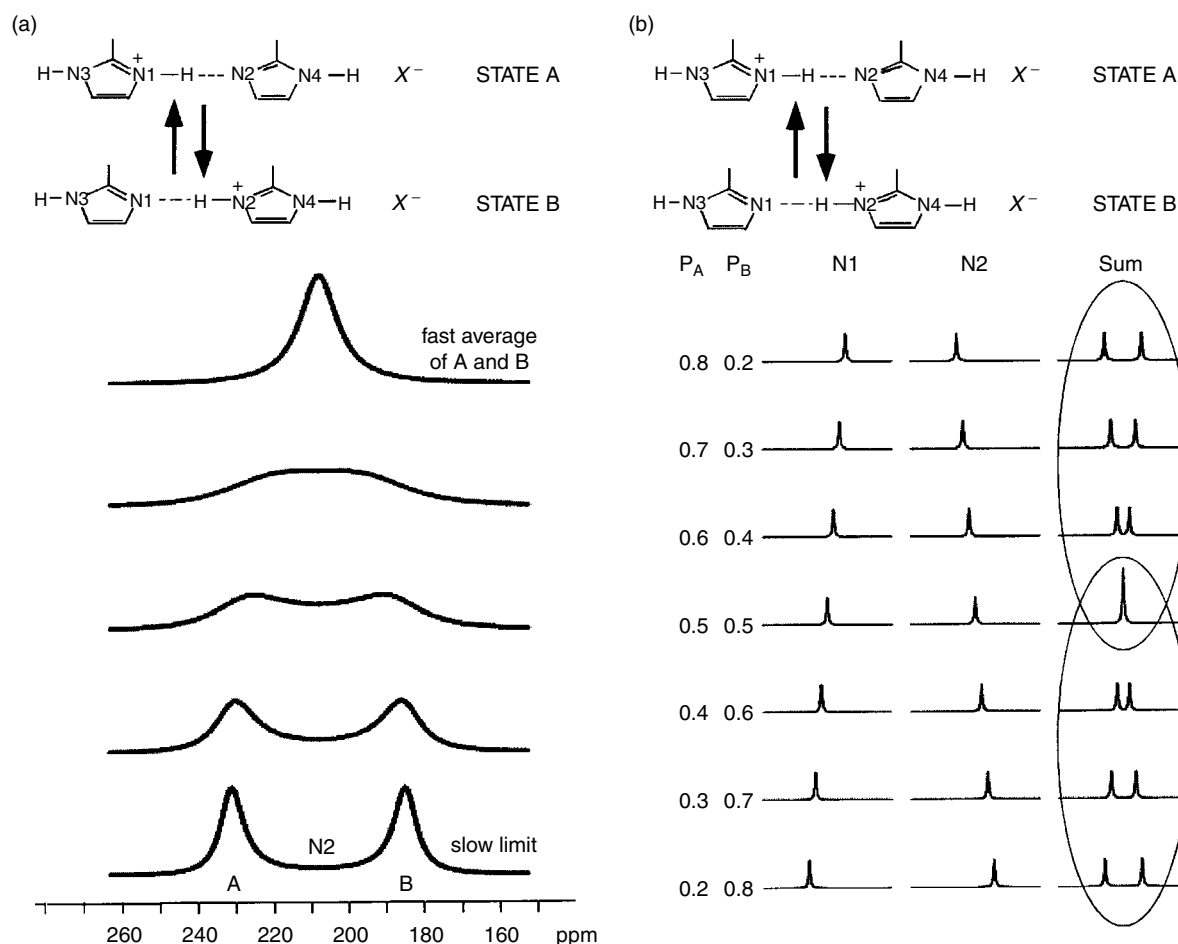 (a)
+
H – N3 N1 – H --- N2 N4 – H X⁻ STATE A
H – N3 N1 --- H – N2 N4 – H X⁻ STATE B
+
fast average
of A and B
N2 slow limit
A B
260 240 220 200 180 160 ppm
(b)
+
H – N3 N1 – H --- N2 N4 – H X⁻ STATE A
H – N3 N1 --- H – N2 N4 – H X⁻ STATE B
+
P_A P_B N1 N2 Sum
0.8 0.2
0.7 0.3
0.6 0.4
0.5 0.5
0.4 0.6
0.3 0.7
0.2 0.8